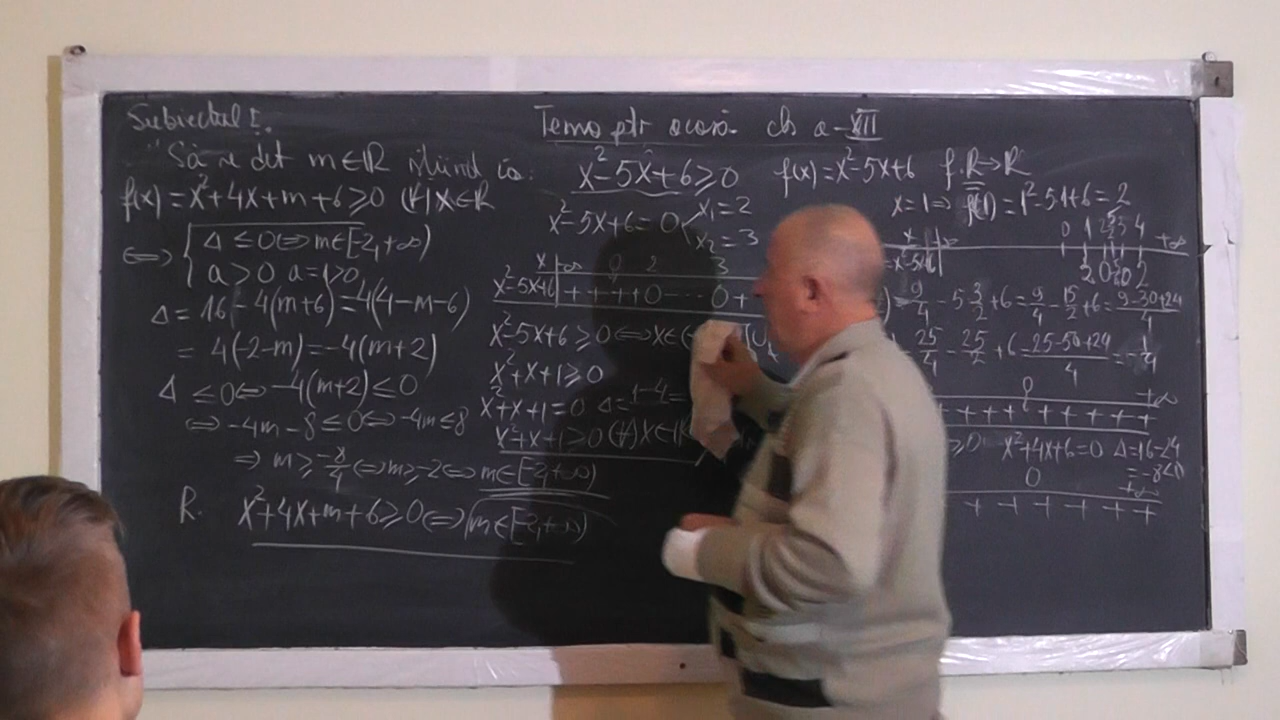 Subiectul I.
Temă ptr acasă cls a-XII
Să se det m∈ℝ știind că:
f(x)=x²+4x+m+6≥0 (∀)x∈ℝ
⟺ { Δ≤0⟺m∈[-2,+∞)
a>0 a=1>0
Δ=16-4(m+6)=4(4-m-6)
=4(-2-m)=-4(m+2)
Δ≤0⟺-4(m+2)≤0
⟺-4m-8≤0⟺-4m≤8
⟹ m≥-8/4⟺m≥-2⟺m∈[-2,+∞)
R. x²+4x+m+6≥0⟺m∈[-2,+∞)
x²-5x+6≥0
x²-5x+6=0 x₁=2
x₂=3
x -∞ 0 2 3
x²-5x+6 ++++0----0+
x²-5x+6≥0⟺x∈(
x²+x+1≥0
x²+x+1=0 Δ=1-4=
x²+x+1>0 (∀)x∈ℝ
f(x)=x²-5x+6 f:ℝ→ℝ
x=1⟹f(1)=1²-5·1+6=2
x -∞ 0 1 2 3 4 +∞
x²-5x+6
9/4-5·3/2+6=9/4-15/2+6=(9-30+24)/4
25/4-25/2+6=(25-50+24)/4=-1/4
0 +∞
+++++++++
≥0 x²+4x+6=0 Δ=16-24
=-8<0
0 +∞
++++++